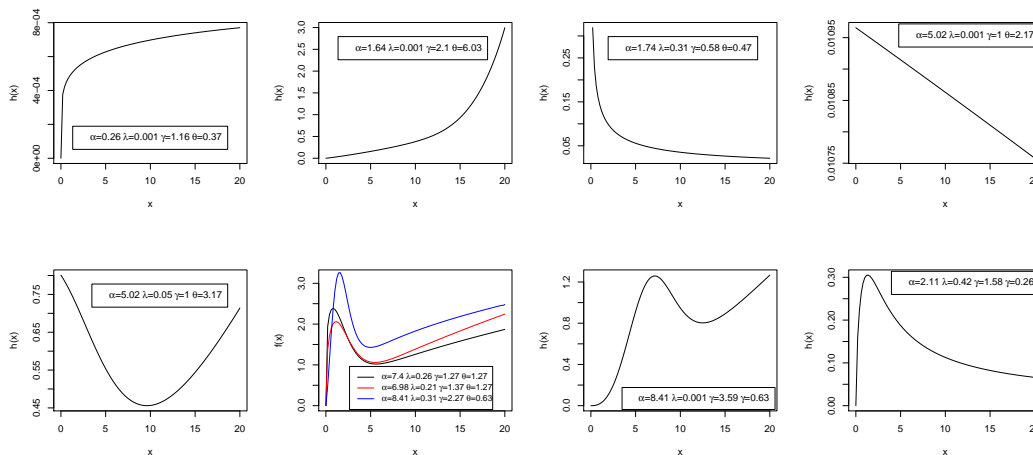 h(x)
0e+00 4e-04 8e-04
α=0.26 λ=0.001 γ=1.16 θ=0.37
0 5 10 15 20
x
h(x)
0.0 0.5 1.0 1.5 2.0 2.5 3.0
α=1.64 λ=0.001 γ=2.1 θ=6.03
0 5 10 15 20
x
h(x)
0.05 0.15 0.25
α=1.74 λ=0.31 γ=0.58 θ=0.47
0 5 10 15 20
x
h(x)
0.01075 0.01085 0.01095
α=5.02 λ=0.001 γ=1 θ=2.17
0 5 10 15 20
x
h(x)
0.45 0.55 0.65 0.75
α=5.02 λ=0.05 γ=1 θ=3.17
0 5 10 15 20
x
f(x)
0.0 1.0 2.0 3.0
α=7.4 λ=0.26 γ=1.27 θ=1.27
α=6.98 λ=0.21 γ=1.37 θ=1.27
α=8.41 λ=0.31 γ=2.27 θ=0.63
0 5 10 15 20
x
h(x)
0.0 0.4 0.8 1.2
α=8.41 λ=0.001 γ=3.59 γ=0.63
0 5 10 15 20
x
h(x)
0.00 0.10 0.20 0.30
α=2.11 λ=0.42 γ=1.58 γ=0.26
0 5 10 15 20
x